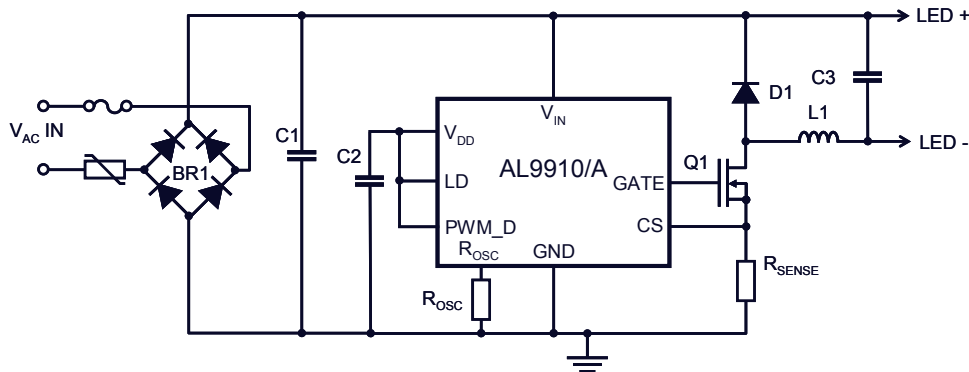 LED +
C3
D1
L1
LED -
V_AC IN
BR1
C1
C2
V_IN
V_DD
LD
PWM_D
R_OSC
GND
AL9910/A
GATE
CS
Q1
R_OSC
R_SENSE